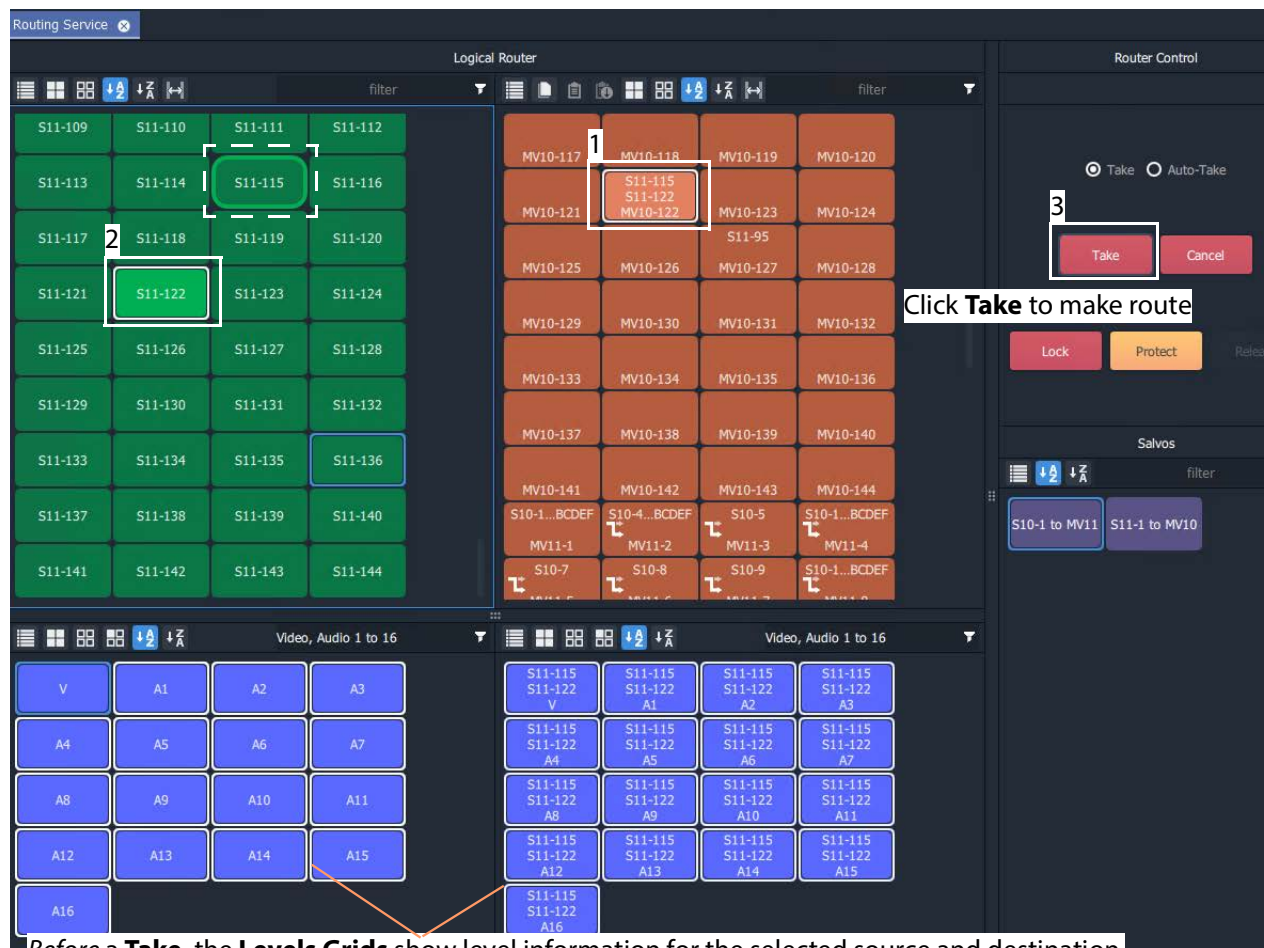 Routing Service
Logical Router
Router Control
filter
filter
S11-109 S11-110 S11-111 S11-112
S11-113 S11-114 S11-115 S11-116
S11-117 S11-118 S11-119 S11-120
S11-121 S11-122 S11-123 S11-124
S11-125 S11-126 S11-127 S11-128
S11-129 S11-130 S11-131 S11-132
S11-133 S11-134 S11-135 S11-136
S11-137 S11-138 S11-139 S11-140
S11-141 S11-142 S11-143 S11-144
2
1
MV10-117 MV10-118 MV10-119 MV10-120
S11-115
S11-122
MV10-121 MV10-122 MV10-123 MV10-124
S11-95
MV10-125 MV10-126 MV10-127 MV10-128
MV10-129 MV10-130 MV10-131 MV10-132
MV10-133 MV10-134 MV10-135 MV10-136
MV10-137 MV10-138 MV10-139 MV10-140
MV10-141 MV10-142 MV10-143 MV10-144
S10-1...BCDEF S10-4...BCDEF S10-5 S10-1...BCDEF
MV11-1 MV11-2 MV11-3 MV11-4
S10-7 S10-8 S10-9 S10-1...BCDEF
Take Auto-Take
3
Take Cancel
Click Take to make route
Lock Protect
Salvos
filter
S10-1 to MV11 S11-1 to MV10
Video, Audio 1 to 16
V A1 A2 A3
A4 A5 A6 A7
A8 A9 A10 A11
A12 A13 A14 A15
A16
Video, Audio 1 to 16
S11-115 S11-115 S11-115 S11-115
S11-122 S11-122 S11-122 S11-122
V A1 A2 A3
S11-115 S11-115 S11-115 S11-115
S11-122 S11-122 S11-122 S11-122
A4 A5 A6 A7
S11-115 S11-115 S11-115 S11-115
S11-122 S11-122 S11-122 S11-122
A8 A9 A10 A11
S11-115 S11-115 S11-115 S11-115
S11-122 S11-122 S11-122 S11-122
A12 A13 A14 A15
S11-115
S11-122
A16
Before a Take, the Levels Grids show level information for the selected source and destination